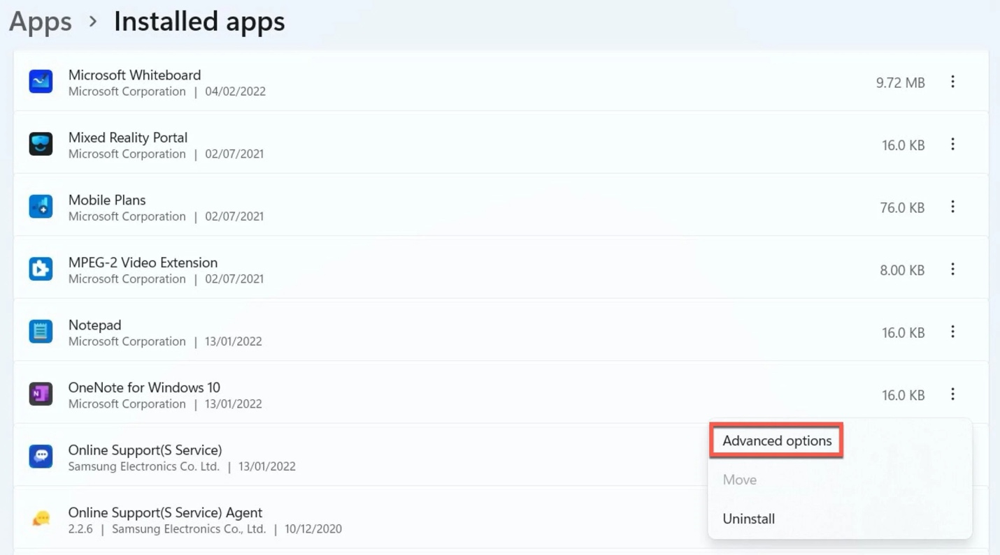 Apps > Installed apps
Microsoft Whiteboard
Microsoft Corporation | 04/02/2022
9.72 MB
Mixed Reality Portal
Microsoft Corporation | 02/07/2021
16.0 KB
Mobile Plans
Microsoft Corporation | 02/07/2021
76.0 KB
MPEG-2 Video Extension
Microsoft Corporation | 02/07/2021
8.00 KB
Notepad
Microsoft Corporation | 13/01/2022
16.0 KB
OneNote for Windows 10
Microsoft Corporation | 13/01/2022
16.0 KB
Online Support(S Service)
Samsung Electronics Co. Ltd. | 13/01/2022
Online Support(S Service) Agent
2.2.6 | Samsung Electronics Co., Ltd. | 10/12/2020
Advanced options
Move
Uninstall